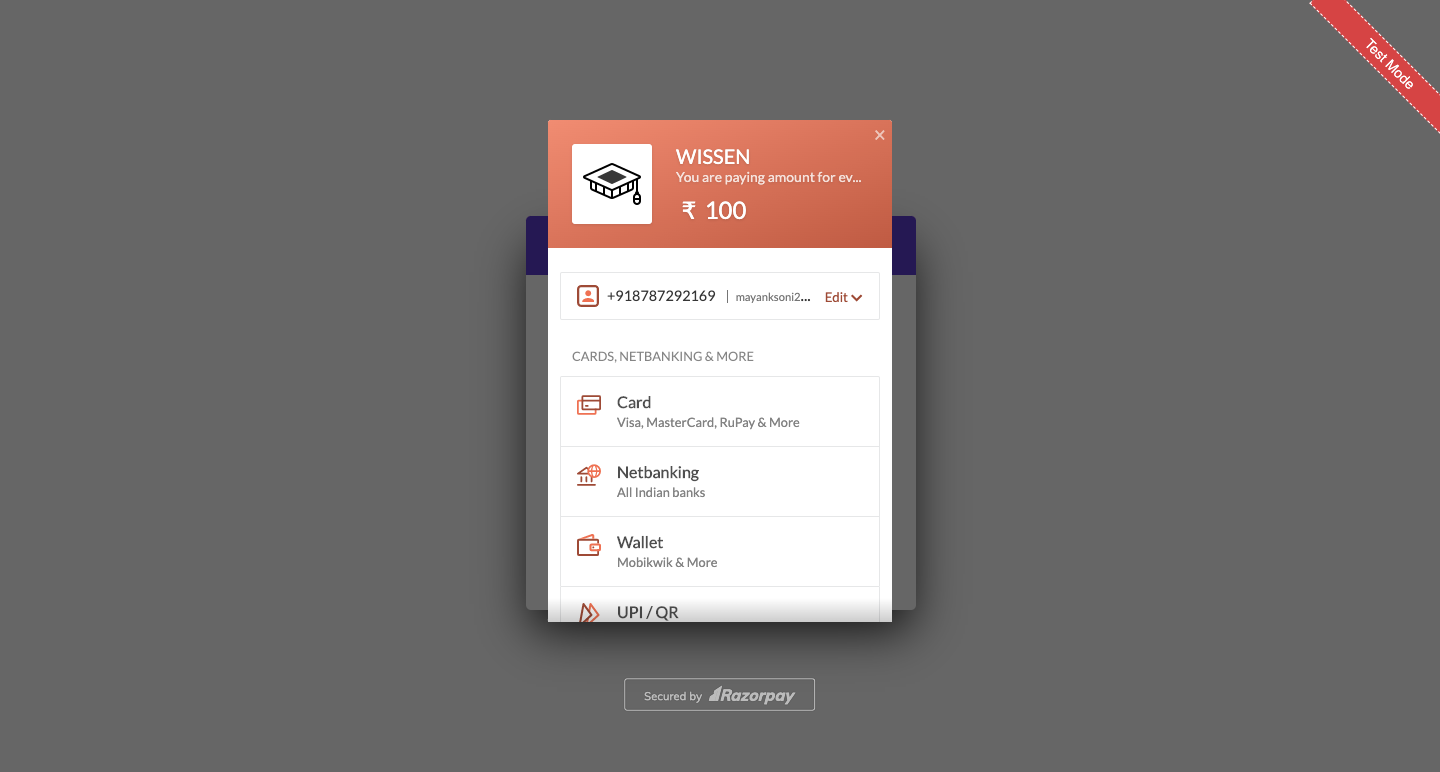 Test Mode
×
WISSEN
You are paying amount for ev...
₹ 100
+918787292169 | mayanksoni2... Edit
CARDS, NETBANKING & MORE
Card
Visa, MasterCard, RuPay & More
Netbanking
All Indian banks
Wallet
Mobikwik & More
UPI / QR
Secured by Razorpay